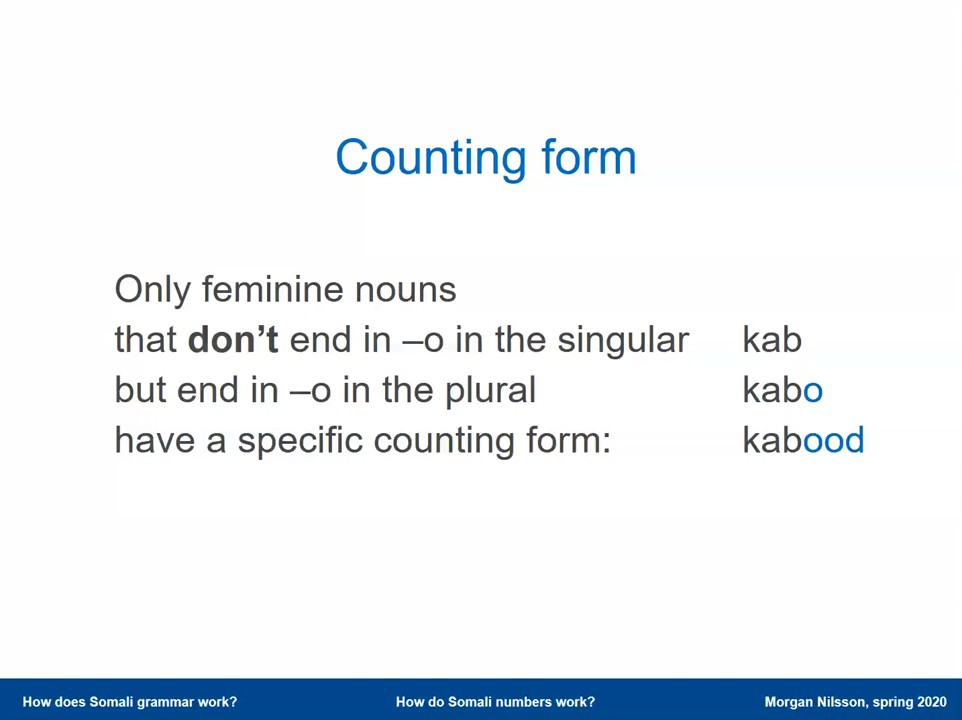 Counting form
Only feminine nouns
that don’t end in –o in the singular kab
but end in –o in the plural kabo
have a specific counting form: kabood
How does Somali grammar work? How do Somali numbers work? Morgan Nilsson, spring 2020